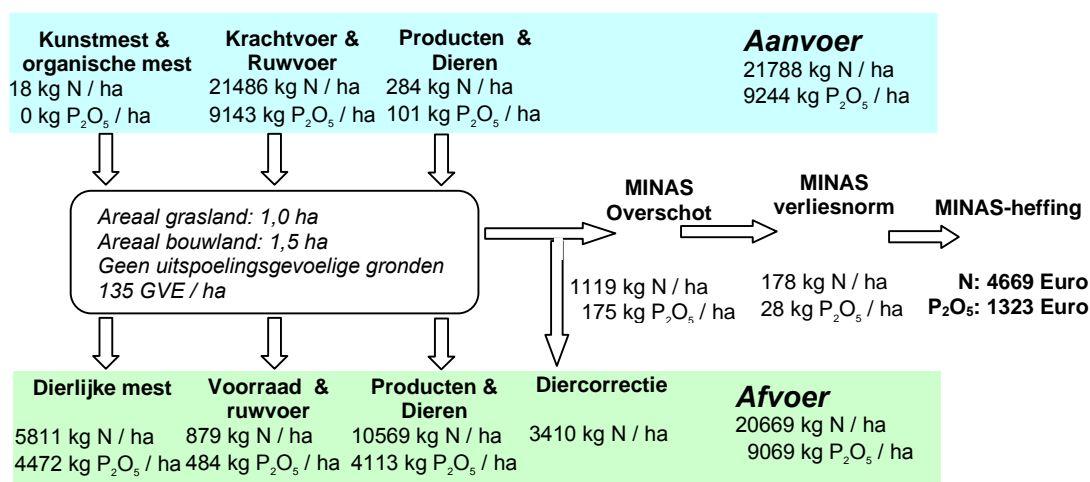 Kunstmest &
organische mest
18 kg N / ha
0 kg P₂O₅ / ha
Krachtvoer &
Ruwvoer
21486 kg N / ha
9143 kg P₂O₅ / ha
Producten &
Dieren
284 kg N / ha
101 kg P₂O₅ / ha
Aanvoer
21788 kg N / ha
9244 kg P₂O₅ / ha
Areaal grasland: 1,0 ha
Areaal bouwland: 1,5 ha
Geen uitspoelingsgevoelige gronden
135 GVE / ha
MINAS
Overschot
1119 kg N / ha
175 kg P₂O₅ / ha
MINAS
verliesnorm
178 kg N / ha
28 kg P₂O₅ / ha
MINAS-heffing
N: 4669 Euro
P₂O₅: 1323 Euro
Dierlijke mest
5811 kg N / ha
4472 kg P₂O₅ / ha
Voorraad &
ruwvoer
879 kg N / ha
484 kg P₂O₅ / ha
Producten &
Dieren
10569 kg N / ha
4113 kg P₂O₅ / ha
Diercorrectie
3410 kg N / ha
Afvoer
20669 kg N / ha
9069 kg P₂O₅ / ha